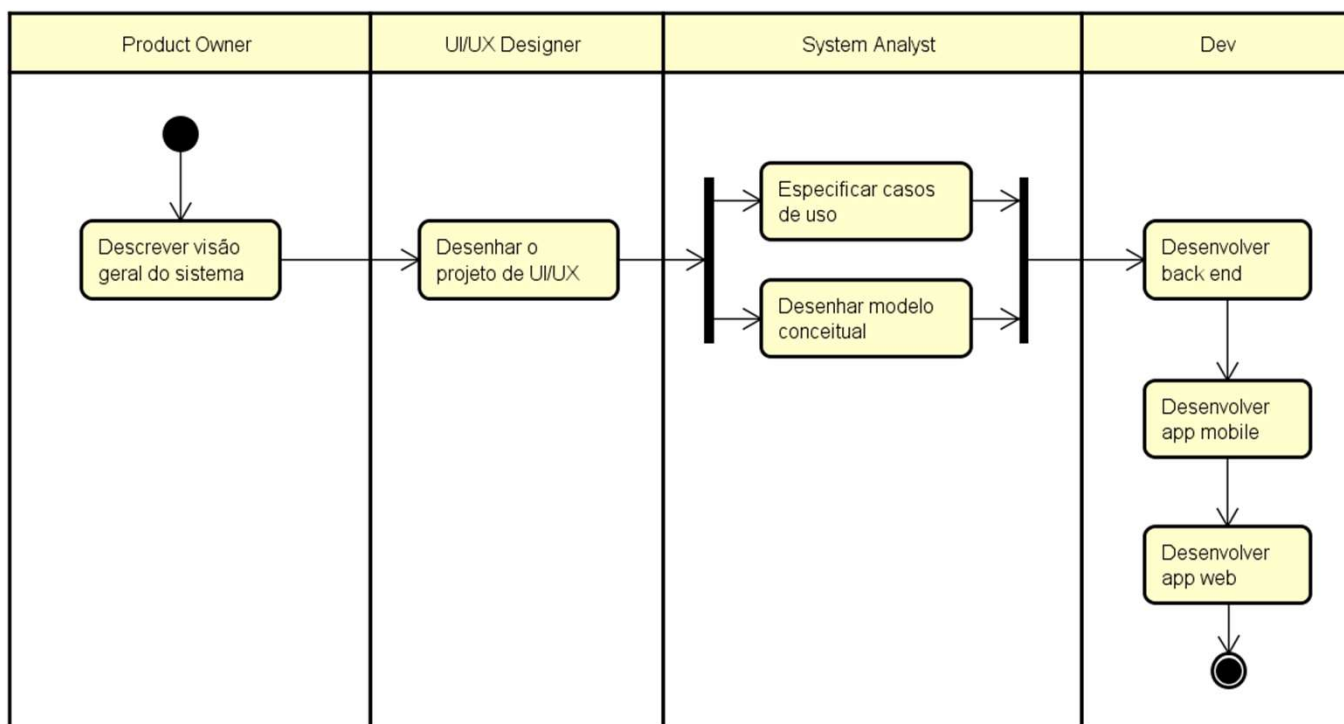 Product Owner
UI/UX Designer
System Analyst
Dev
Descrever visão
geral do sistema
Desenhar o
projeto de UI/UX
Especificar casos
de uso
Desenhar modelo
conceitual
Desenvolver
back end
Desenvolver
app mobile
Desenvolver
app web